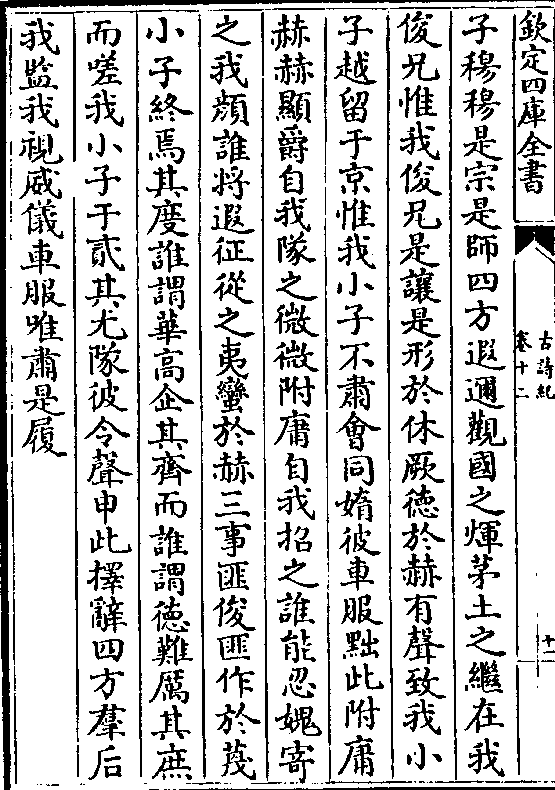 欽定四庫全書
古詩紀
卷十二
十一
子穆穆是宗是師四方遐邇觀國之煇茅土之繼在我
俊兄惟我俊兄是讓是形於休厥德於赫有聲致我小
子越留于京惟我小子不肅會同媠彼車服黜此附庸
赫赫顯爵自我隊之微微附庸自我招之誰能忍媿寄
之我顏誰將遐征從之夷蠻於赫三事匪俊匪作於蔑
小子終焉其度誰謂華高企其齊而誰謂德難厲其庶
而嗟我小子于貳其尤隊彼令聲申此擇辭四方羣后
我監我視威儀車服唯肅是履